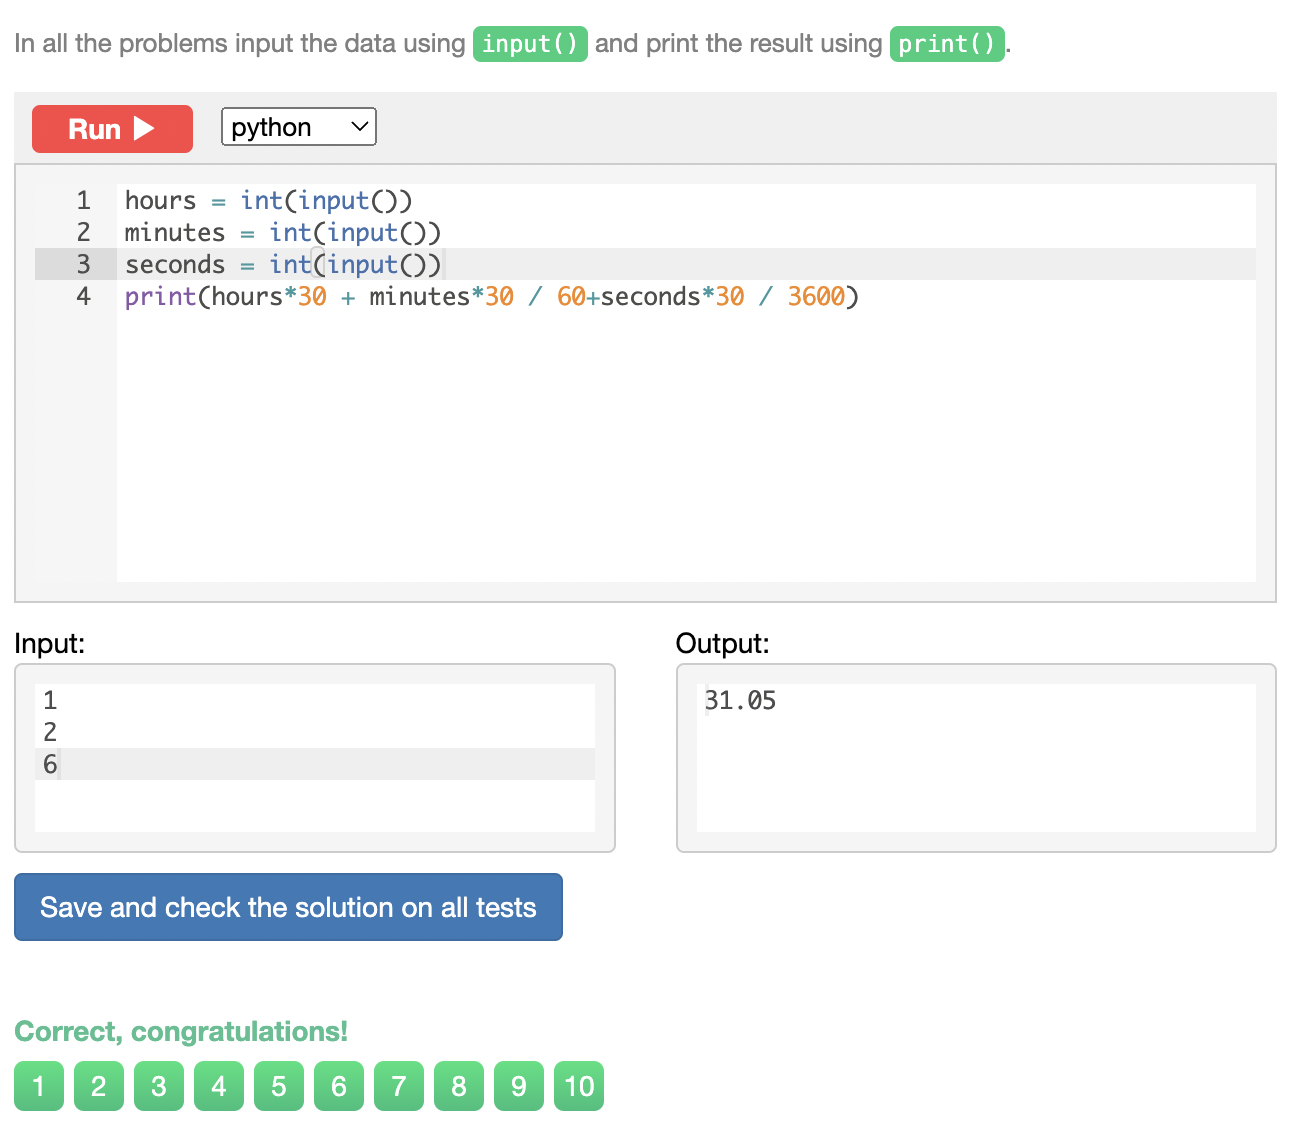 In all the problems input the data using input() and print the result using print().
Run
python
1 hours = int(input())
2 minutes = int(input())
3 seconds = int(input())
4 print(hours*30 + minutes*30 / 60+seconds*30 / 3600)
Input:
Output:
1
2
6
31.05
Save and check the solution on all tests
Correct, congratulations!
1 2 3 4 5 6 7 8 9 10